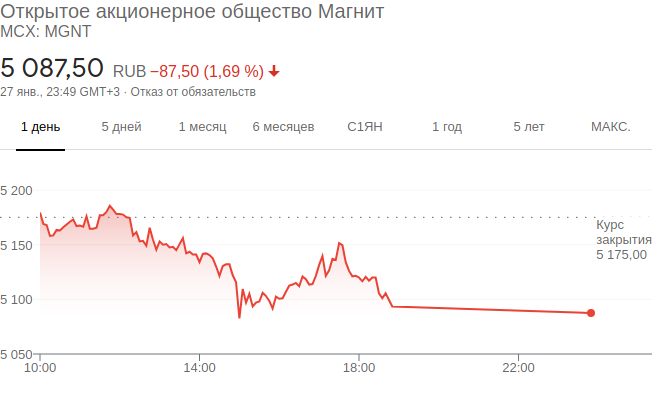 Открытое акционерное общество Магнит
MCX: MGNT
5 087,50 RUB −87,50 (1,69 %)
27 янв., 23:49 GMT+3 · Отказ от обязательств
1 день 5 дней 1 месяц 6 месяцев С1ЯН 1 год 5 лет МАКС.
5 200
Курс
закрытия
5 175,00
5 150
5 100
5 050
10:00 14:00 18:00 22:00